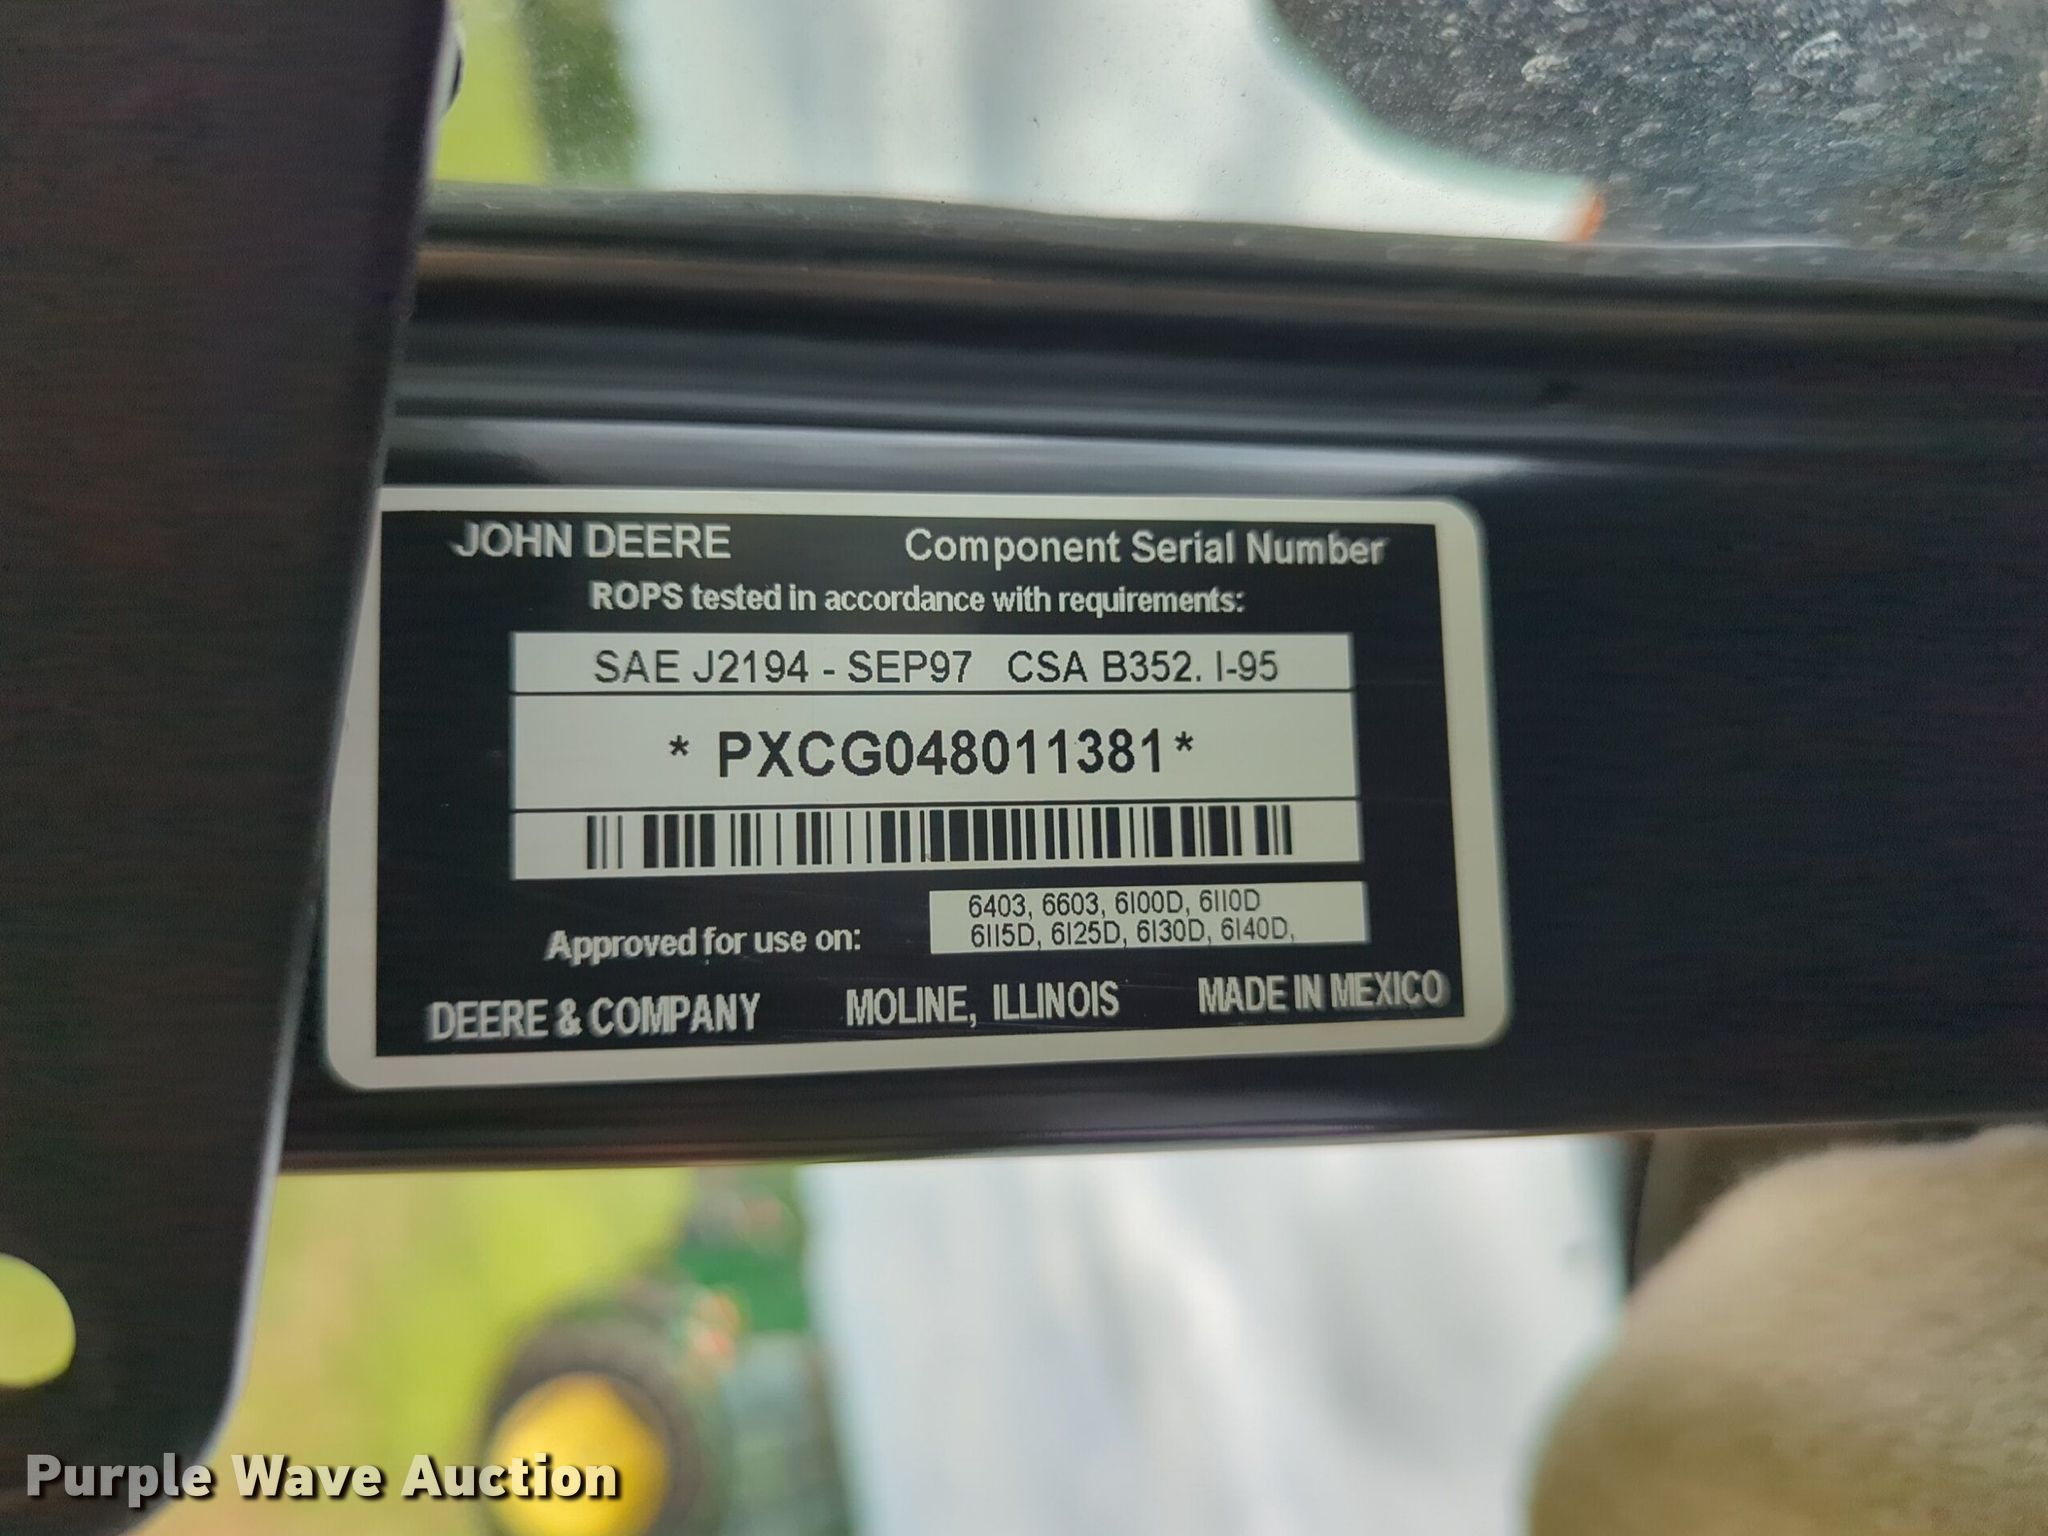 JOHN DEERE Component Serial Number
ROPS tested in accordance with requirements:
SAE J2194 - SEP97 CSA B352. I-95
* PXCG048011381*
Approved for use on: 6403, 6603, 6100D, 6110D
6115D, 6125D, 6130D, 6140D,
DEERE & COMPANY MOLINE, ILLINOIS MADE IN MEXICO
Purple Wave Auction